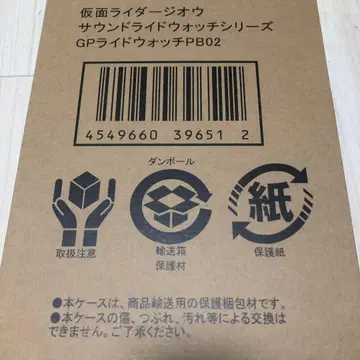 仮面ライダージオウ
サウンドライドウォッチシリーズ
GPライドウォッチPB02
4549660 39651 2
ダンボール
紙
取扱注意
輸送箱
保護材
保護紙
●本ケースは、商品輸送用の保護梱包材です。
●本ケースの傷、つぶれ、汚れ等による交換は
できません。ご了承ください。